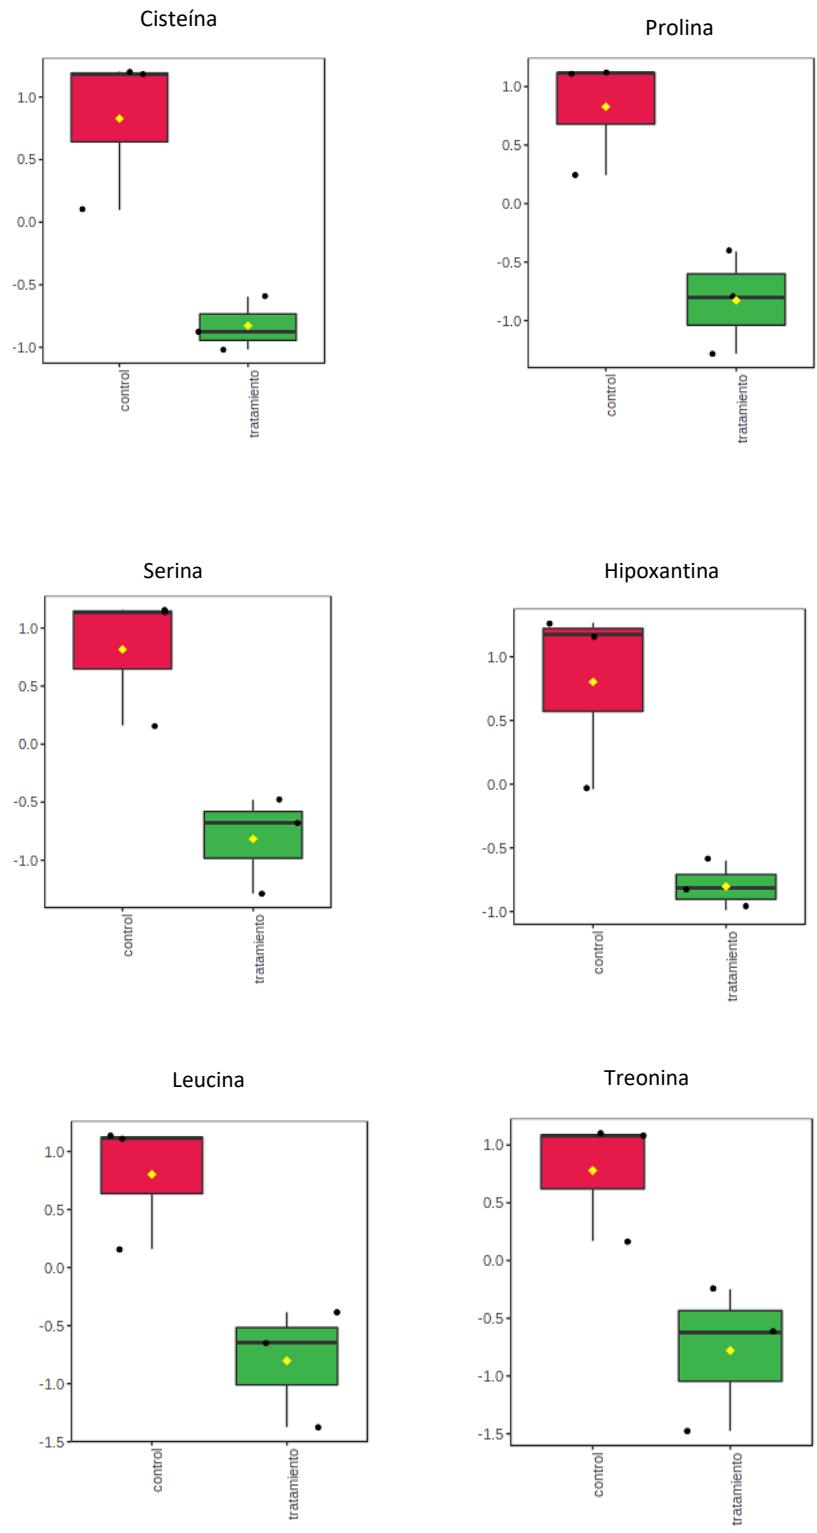 Cisteína
1.0
0.5
0.0
-0.5
-1.0
control
tratamiento
Prolina
1.0
0.5
0.0
-0.5
-1.0
control
tratamiento
Serina
1.0
0.5
0.0
-0.5
-1.0
control
tratamiento
Hipoxantina
1.0
0.5
0.0
-0.5
-1.0
control
tratamiento
Leucina
1.0
0.5
0.0
-0.5
-1.0
-1.5
control
tratamiento
Treonina
1.0
0.5
0.0
-0.5
-1.0
-1.5
control
tratamiento